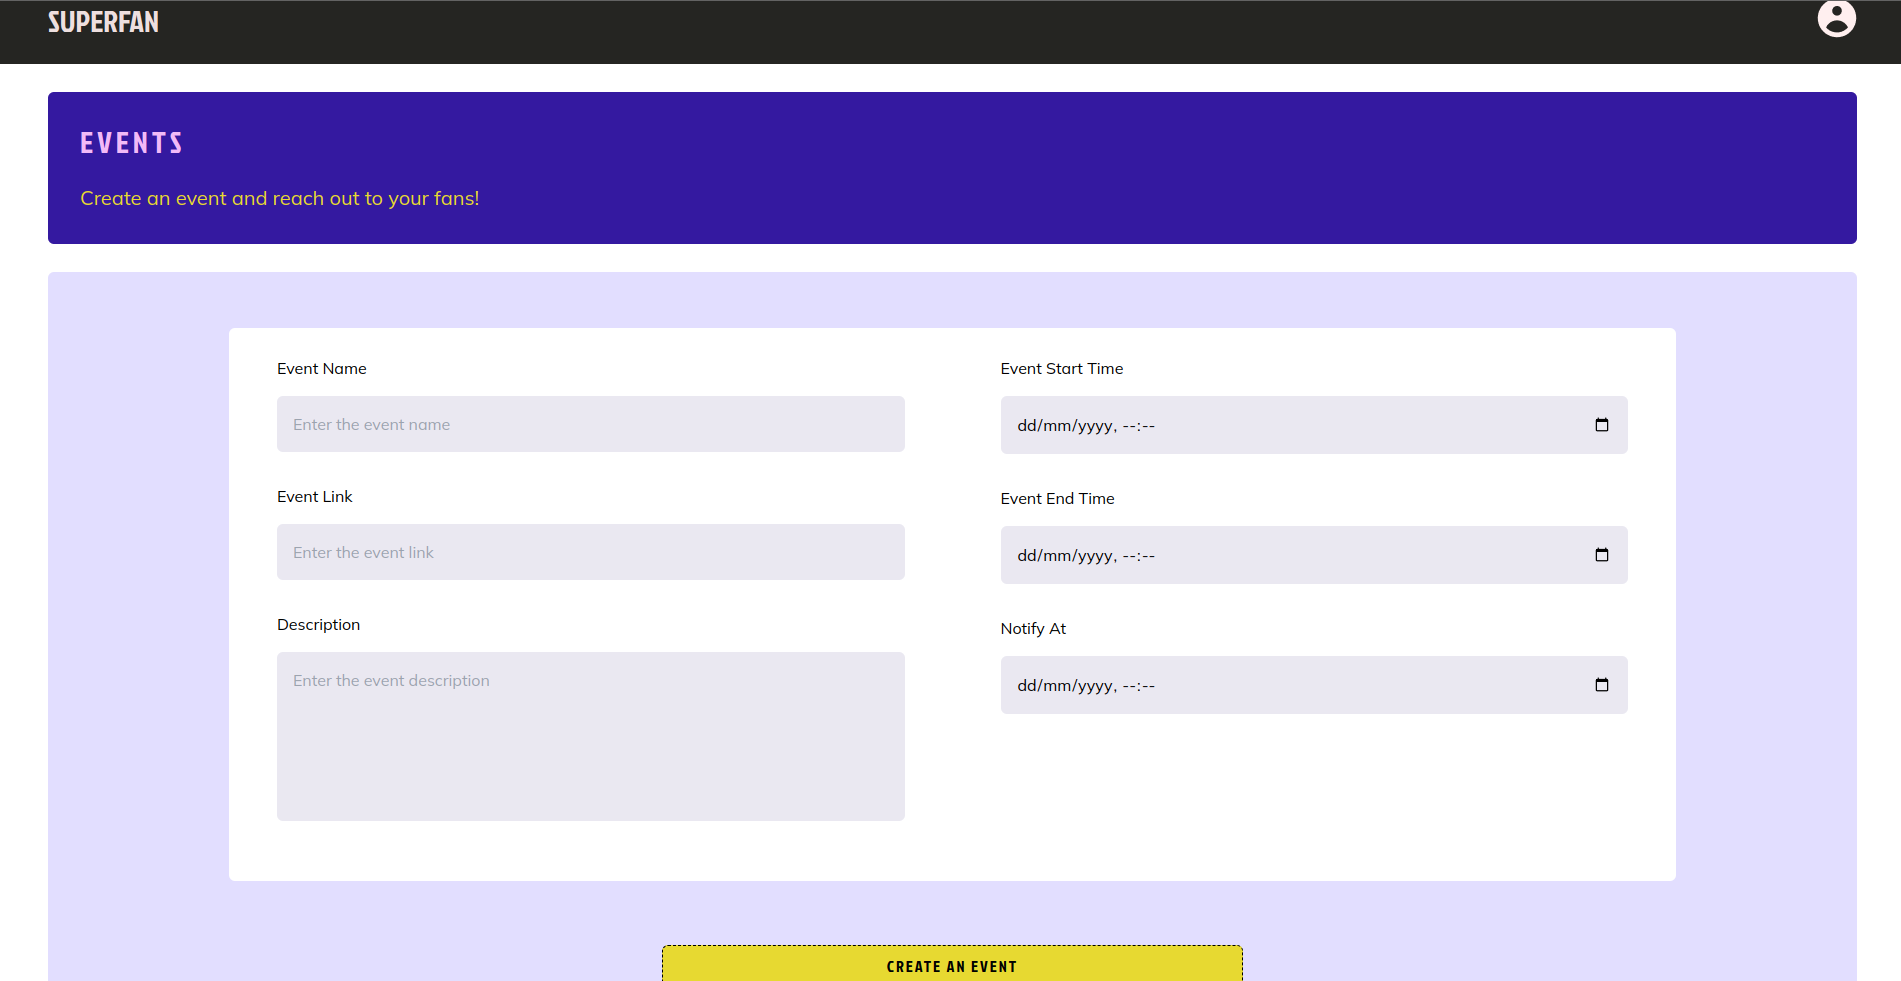 SUPERFAN
EVENTS
Create an event and reach out to your fans!
Event Name
Enter the event name
Event Link
Enter the event link
Description
Enter the event description
Event Start Time
dd/mm/yyyy, --:--
Event End Time
dd/mm/yyyy, --:--
Notify At
dd/mm/yyyy, --:--
CREATE AN EVENT